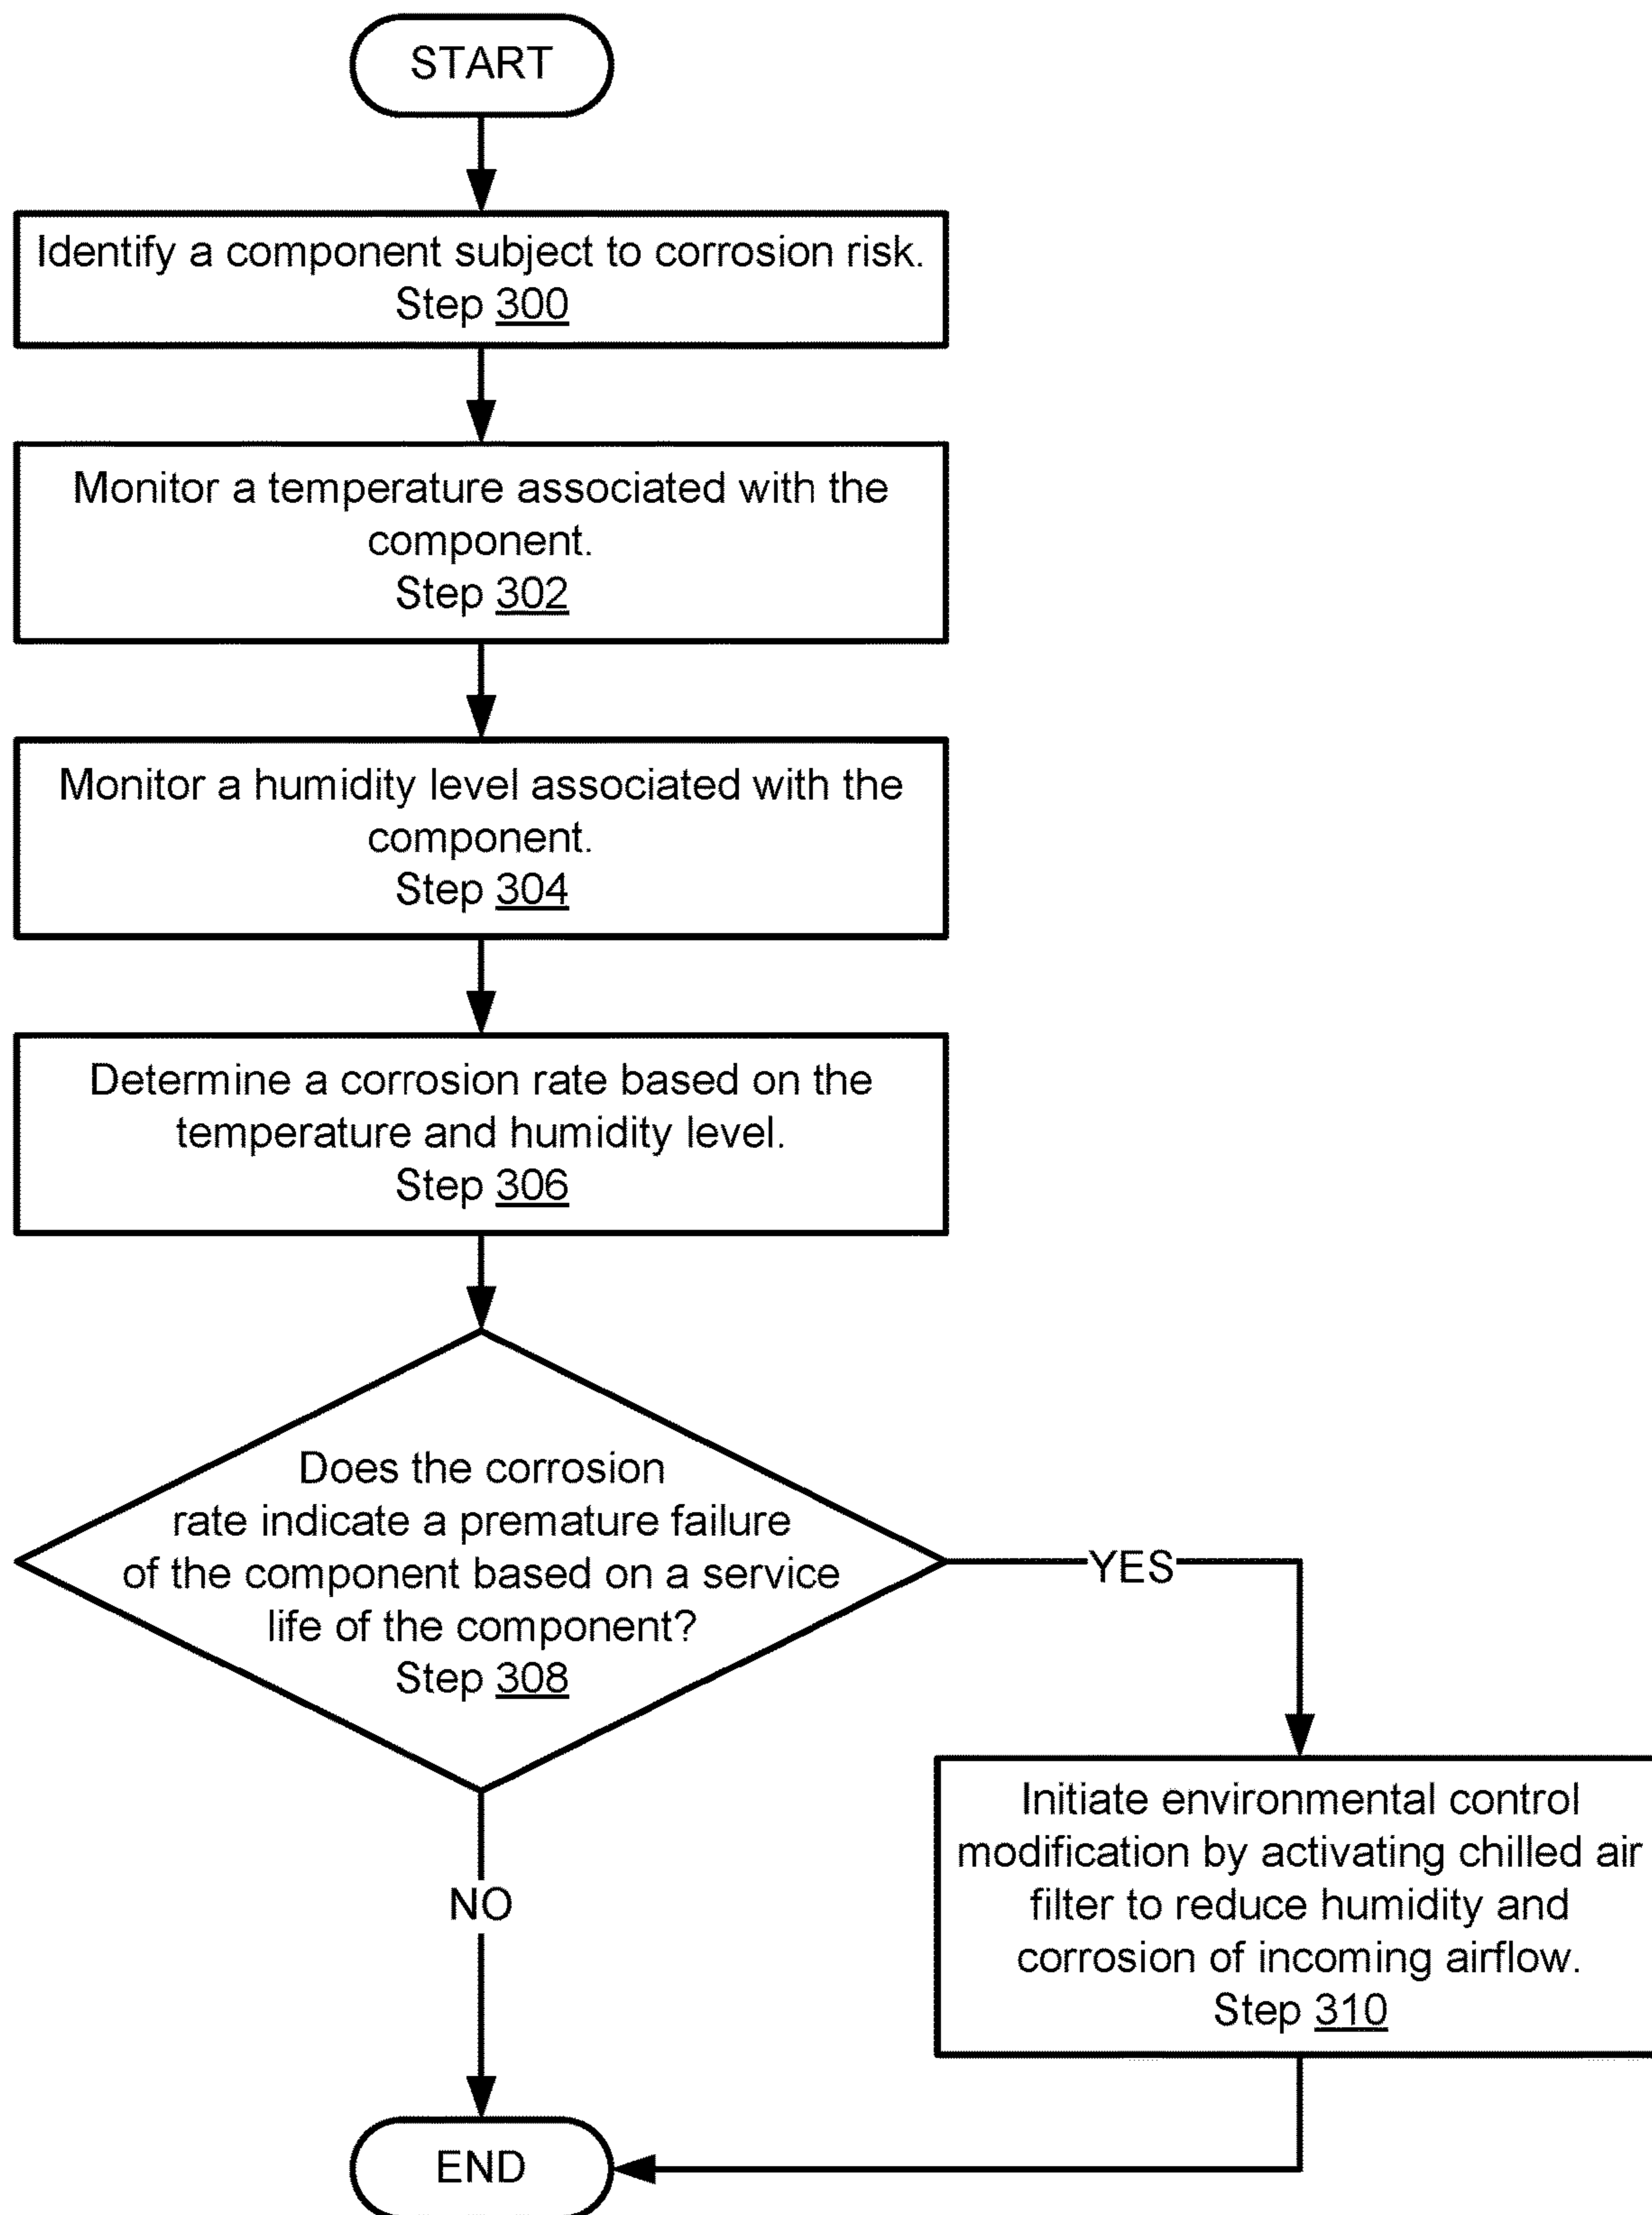 START
Identify a component subject to corrosion risk.
Step 300
Monitor a temperature associated with the
component.
Step 302
Monitor a humidity level associated with the
component.
Step 304
Determine a corrosion rate based on the
temperature and humidity level.
Step 306
Does the corrosion
rate indicate a premature failure
of the component based on a service
life of the component?
Step 308
YES
NO
Initiate environmental control
modification by activating chilled air
filter to reduce humidity and
corrosion of incoming airflow.
Step 310
END